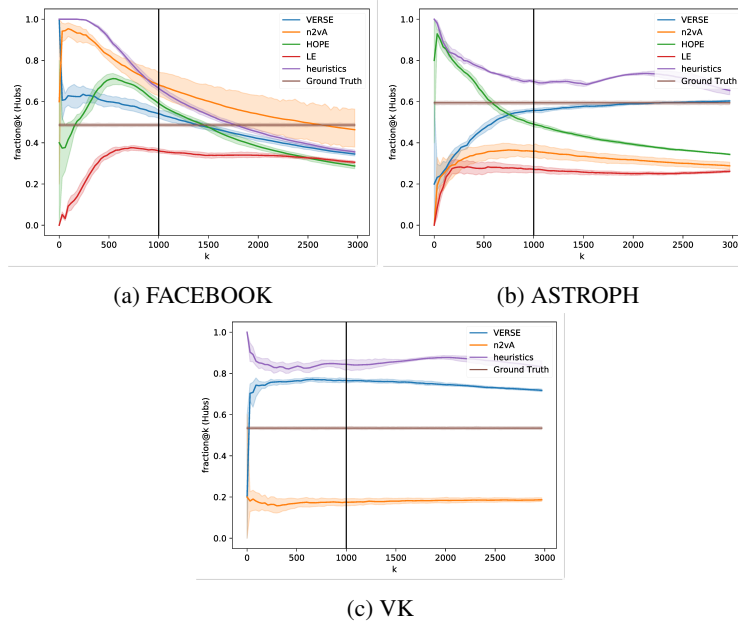 1.0
0.8
0.6
0.4
0.2
0.0
fraction@k (Hubs)
0 500 1000 1500 2000 2500 3000
k
VERSE
n2vA
HOPE
LE
heuristics
Ground Truth
(a) FACEBOOK
1.0
0.8
0.6
0.4
0.2
0.0
fraction@k (Hubs)
0 500 1000 1500 2000 2500 3000
k
VERSE
n2vA
HOPE
LE
heuristics
Ground Truth
(b) ASTROPH
1.0
0.8
0.6
0.4
0.2
0.0
fraction@k (Hubs)
0 500 1000 1500 2000 2500 3000
k
VERSE
n2vA
heuristics
Ground Truth
(c) VK